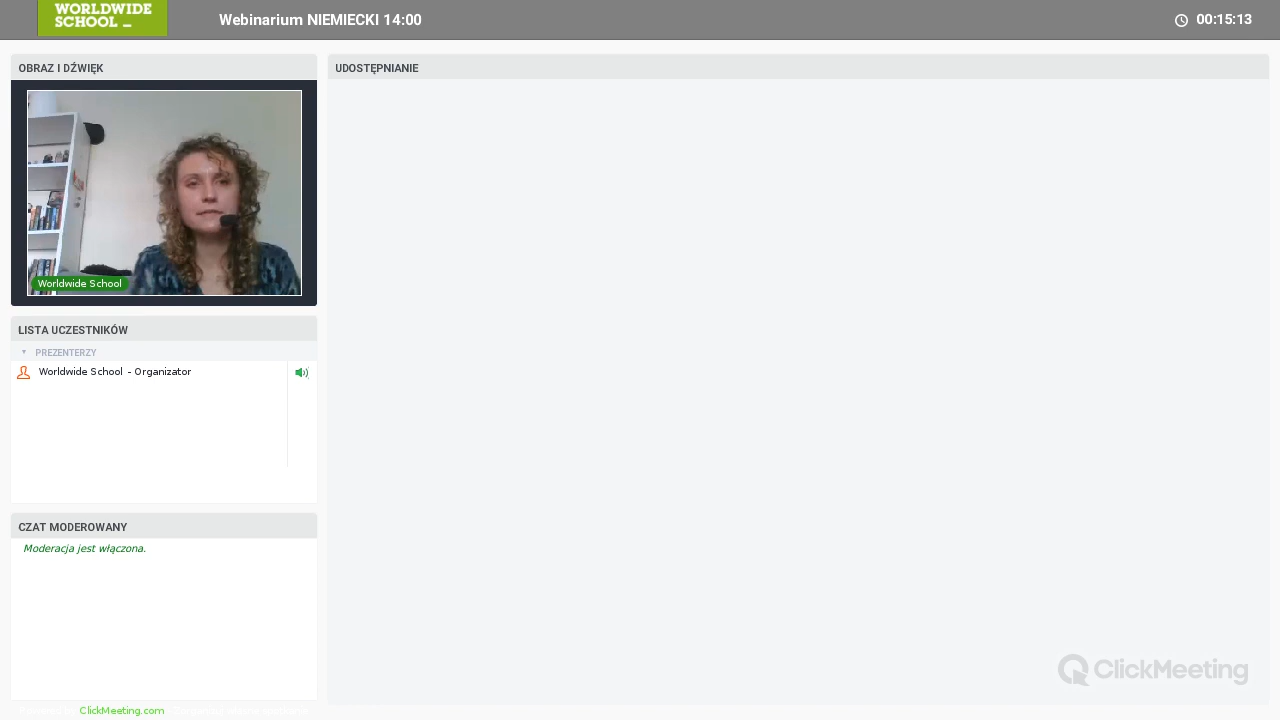 WORLDWIDE
SCHOOL
Webinarium NIEMIECKI 14:00
00:15:13
OBRAZ I DŹWIĘK
UDOSTĘPNIANIE
Worldwide School
LISTA UCZESTNIKÓW
PREZENTERZY
Worldwide School - Organizator
CZAT MODEROWANY
Moderacja jest włączona.
ClickMeeting
ClickMeeting.com